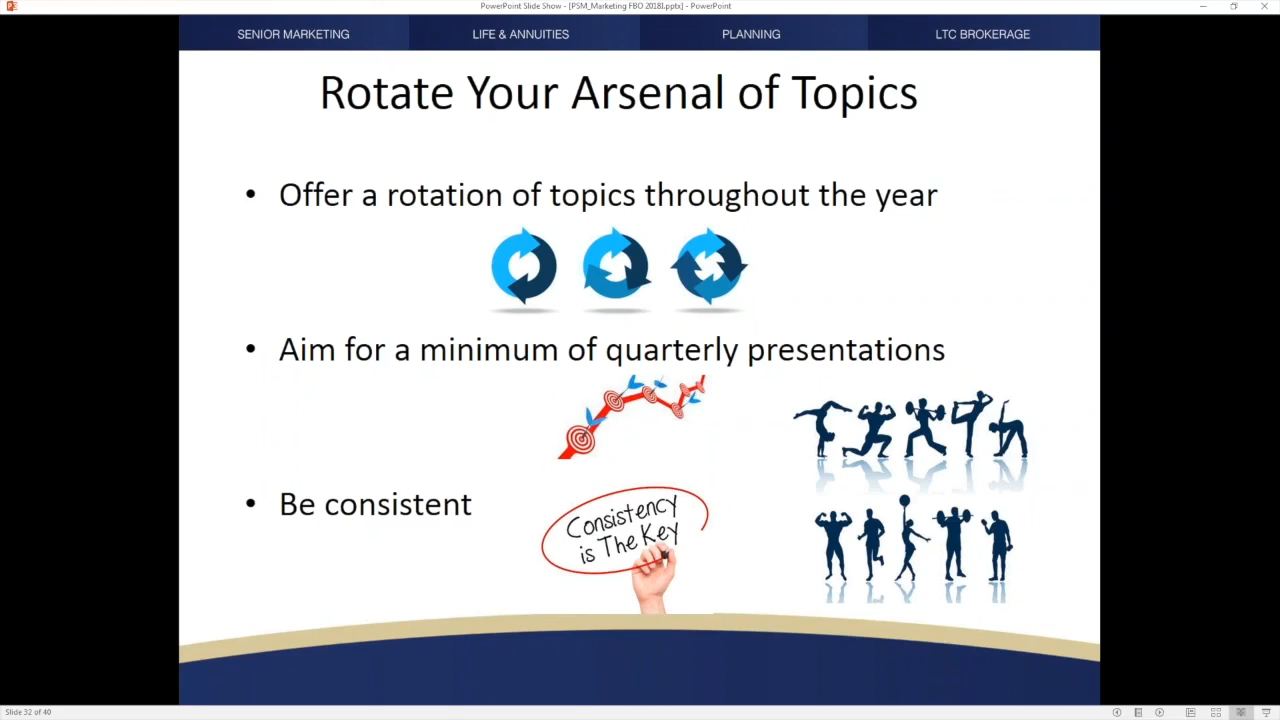 PowerPoint Slide Show - [PSM_Marketing FBO 2018I.pptx] - PowerPoint
SENIOR MARKETING
LIFE & ANNUITIES
PLANNING
LTC BROKERAGE
Rotate Your Arsenal of Topics
• Offer a rotation of topics throughout the year
• Aim for a minimum of quarterly presentations
• Be consistent
Consistency
is The Key
Slide 32 of 40